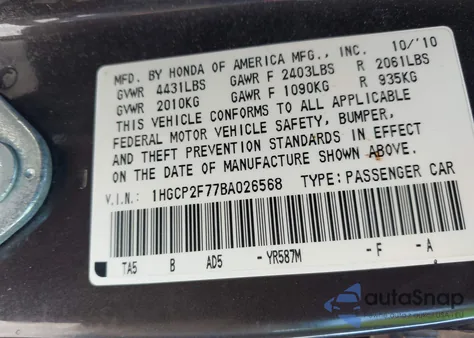 MFD. BY HONDA OF AMERICA MFG., INC. 10/'10
GVWR 4431LBS GAWR F 2403LBS R 2061LBS
GVWR 2010KG GAWR F 1090KG R 935KG
THIS VEHICLE CONFORMS TO ALL APPLICABLE
FEDERAL MOTOR VEHICLE SAFETY, BUMPER,
AND THEFT PREVENTION STANDARDS IN EFFECT
ON THE DATE OF MANUFACTURE SHOWN ABOVE.
V.I.N.: 1HGCP2F77BA026568 TYPE: PASSENGER CAR
TA5 B AD5 -YR587M -F -A
autoSnap